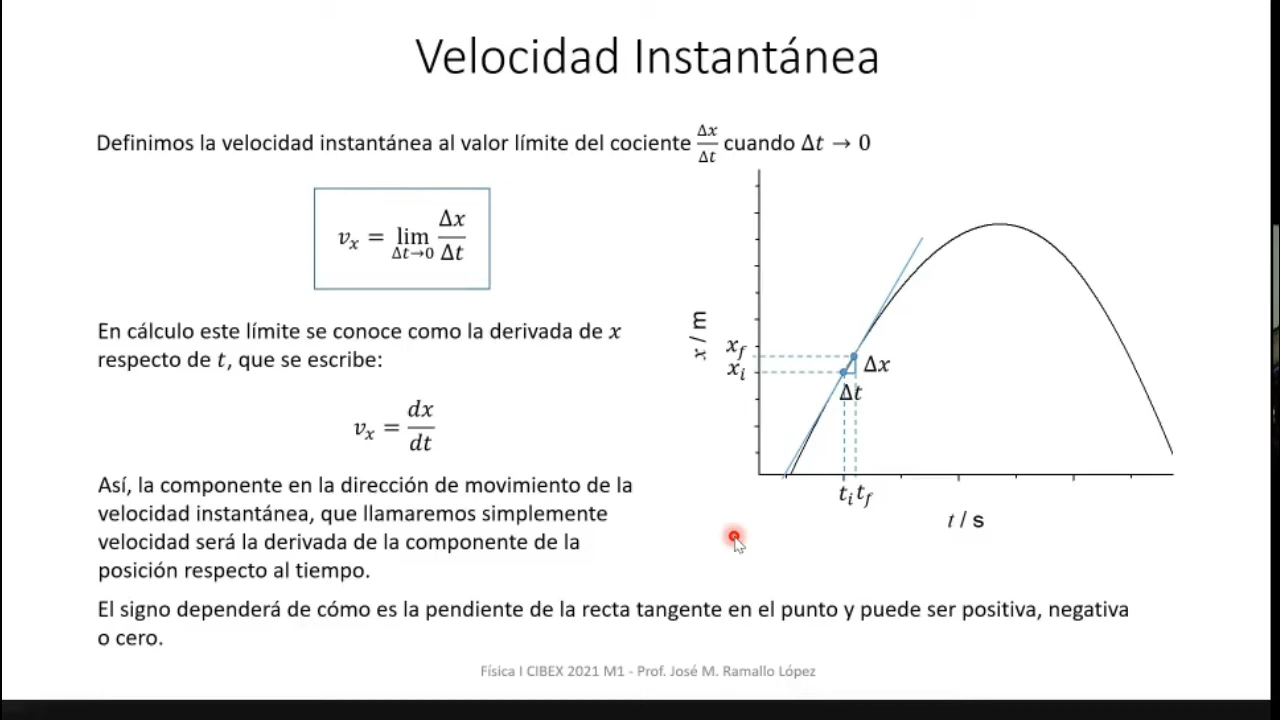 Velocidad Instantánea
Definimos la velocidad instantánea al valor límite del cociente Δx/Δt cuando Δt → 0
v_x = lim_{Δt→0} Δx/Δt
En cálculo este límite se conoce como la derivada de x
respecto de t, que se escribe:
v_x = dx/dt
Así, la componente en la dirección de movimiento de la
velocidad instantánea, que llamaremos simplemente
velocidad será la derivada de la componente de la
posición respecto al tiempo.
x / m
x_f
x_i
Δx
Δt
t_i t_f
t / s
El signo dependerá de cómo es la pendiente de la recta tangente en el punto y puede ser positiva, negativa
o cero.
Física I CIBEX 2021 M1 - Prof. José M. Ramallo López